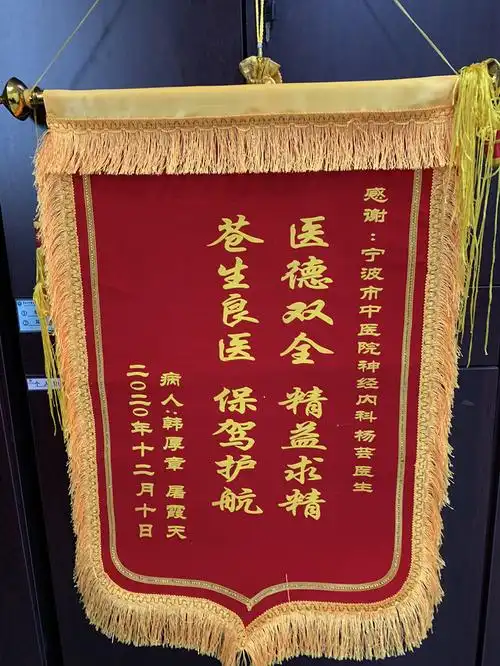 感谢：宁波市中医院神经内科杨芸医生
医德双全 精益求精
苍生良医 保驾护航
病人：韩厚章 屠霞天
二〇二〇年十二月十日